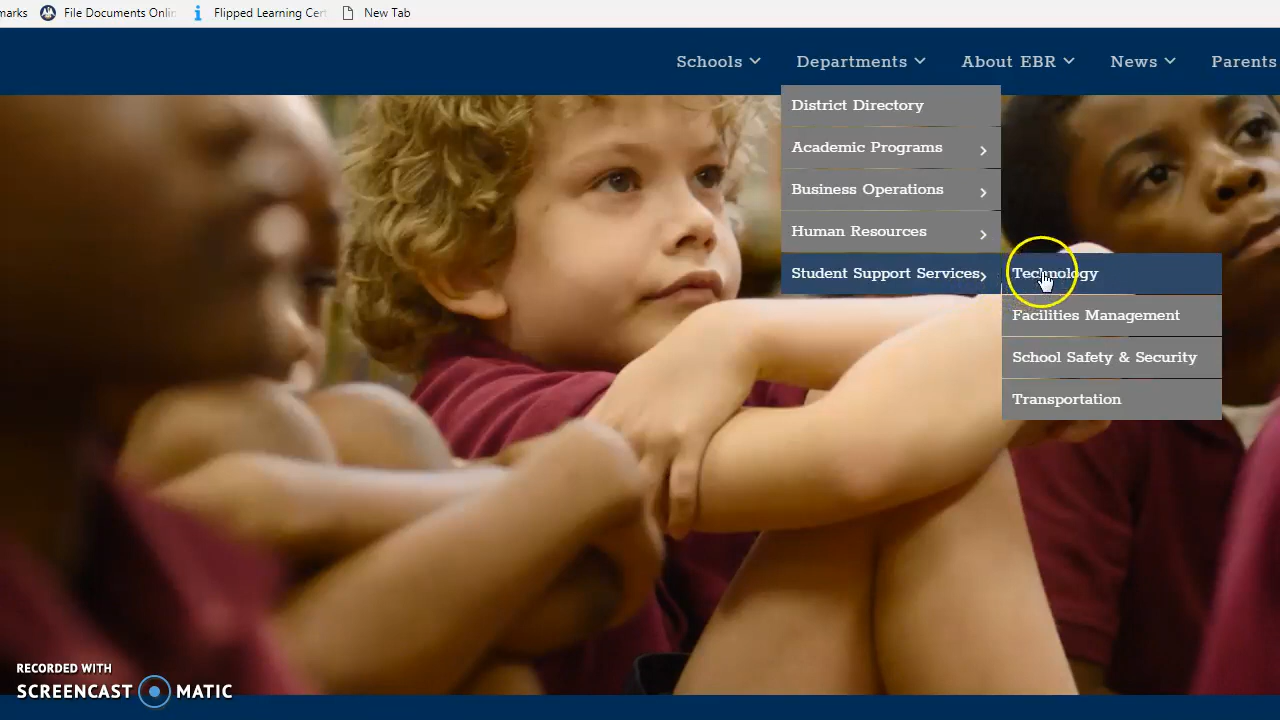 marks File Documents Onlin Flipped Learning Cert New Tab
Schools Departments About EBR News Parents
District Directory
Academic Programs
Business Operations
Human Resources
Student Support Services Technology
Facilities Management
School Safety & Security
Transportation
RECORDED WITH
SCREENCAST MATIC